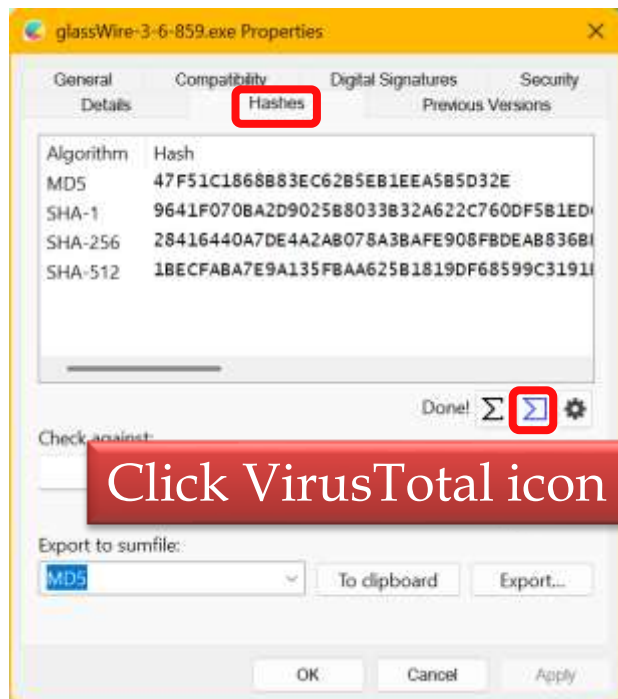 glassWire-3-6-859.exe Properties
General Compatibility Digital Signatures Security
Details Hashes Previous Versions
Algorithm Hash
MD5 47F51C1868B83EC62B5EB1EEA5B5D32E
SHA-1 9641F070BA2D9025B8033B32A622C760DF5B1ED
SHA-256 28416440A7DE4A2AB078A3BAFE908FBDEAB836B
SHA-512 1BECFABA7E9A135FBAA625B1819DF68599C3191
Done!
Check against:
Click VirusTotal icon
Export to sumfile:
MD5 To clipboard Export...
OK Cancel Apply